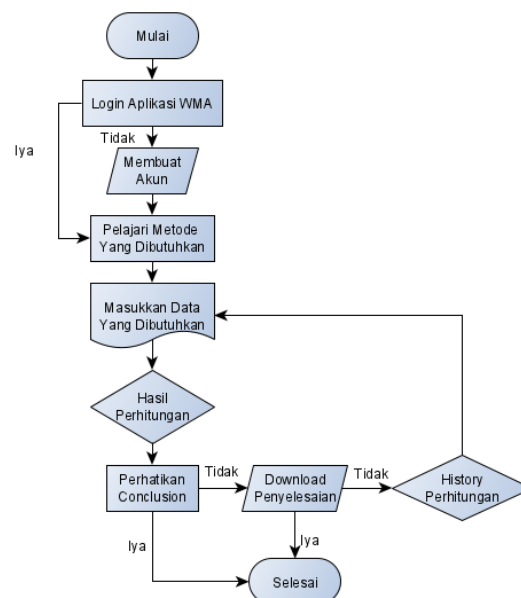 Mulai
Login Aplikasi WMA
Iya
Tidak
Membuat
Akun
Pelajari Metode
Yang Dibutuhkan
Masukkan Data
Yang Dibutuhkan
Hasil
Perhitungan
Perhatikan
Conclusion
Tidak
Download
Penyelesaian
Tidak
History
Perhitungan
Iya
Iya
Selesai